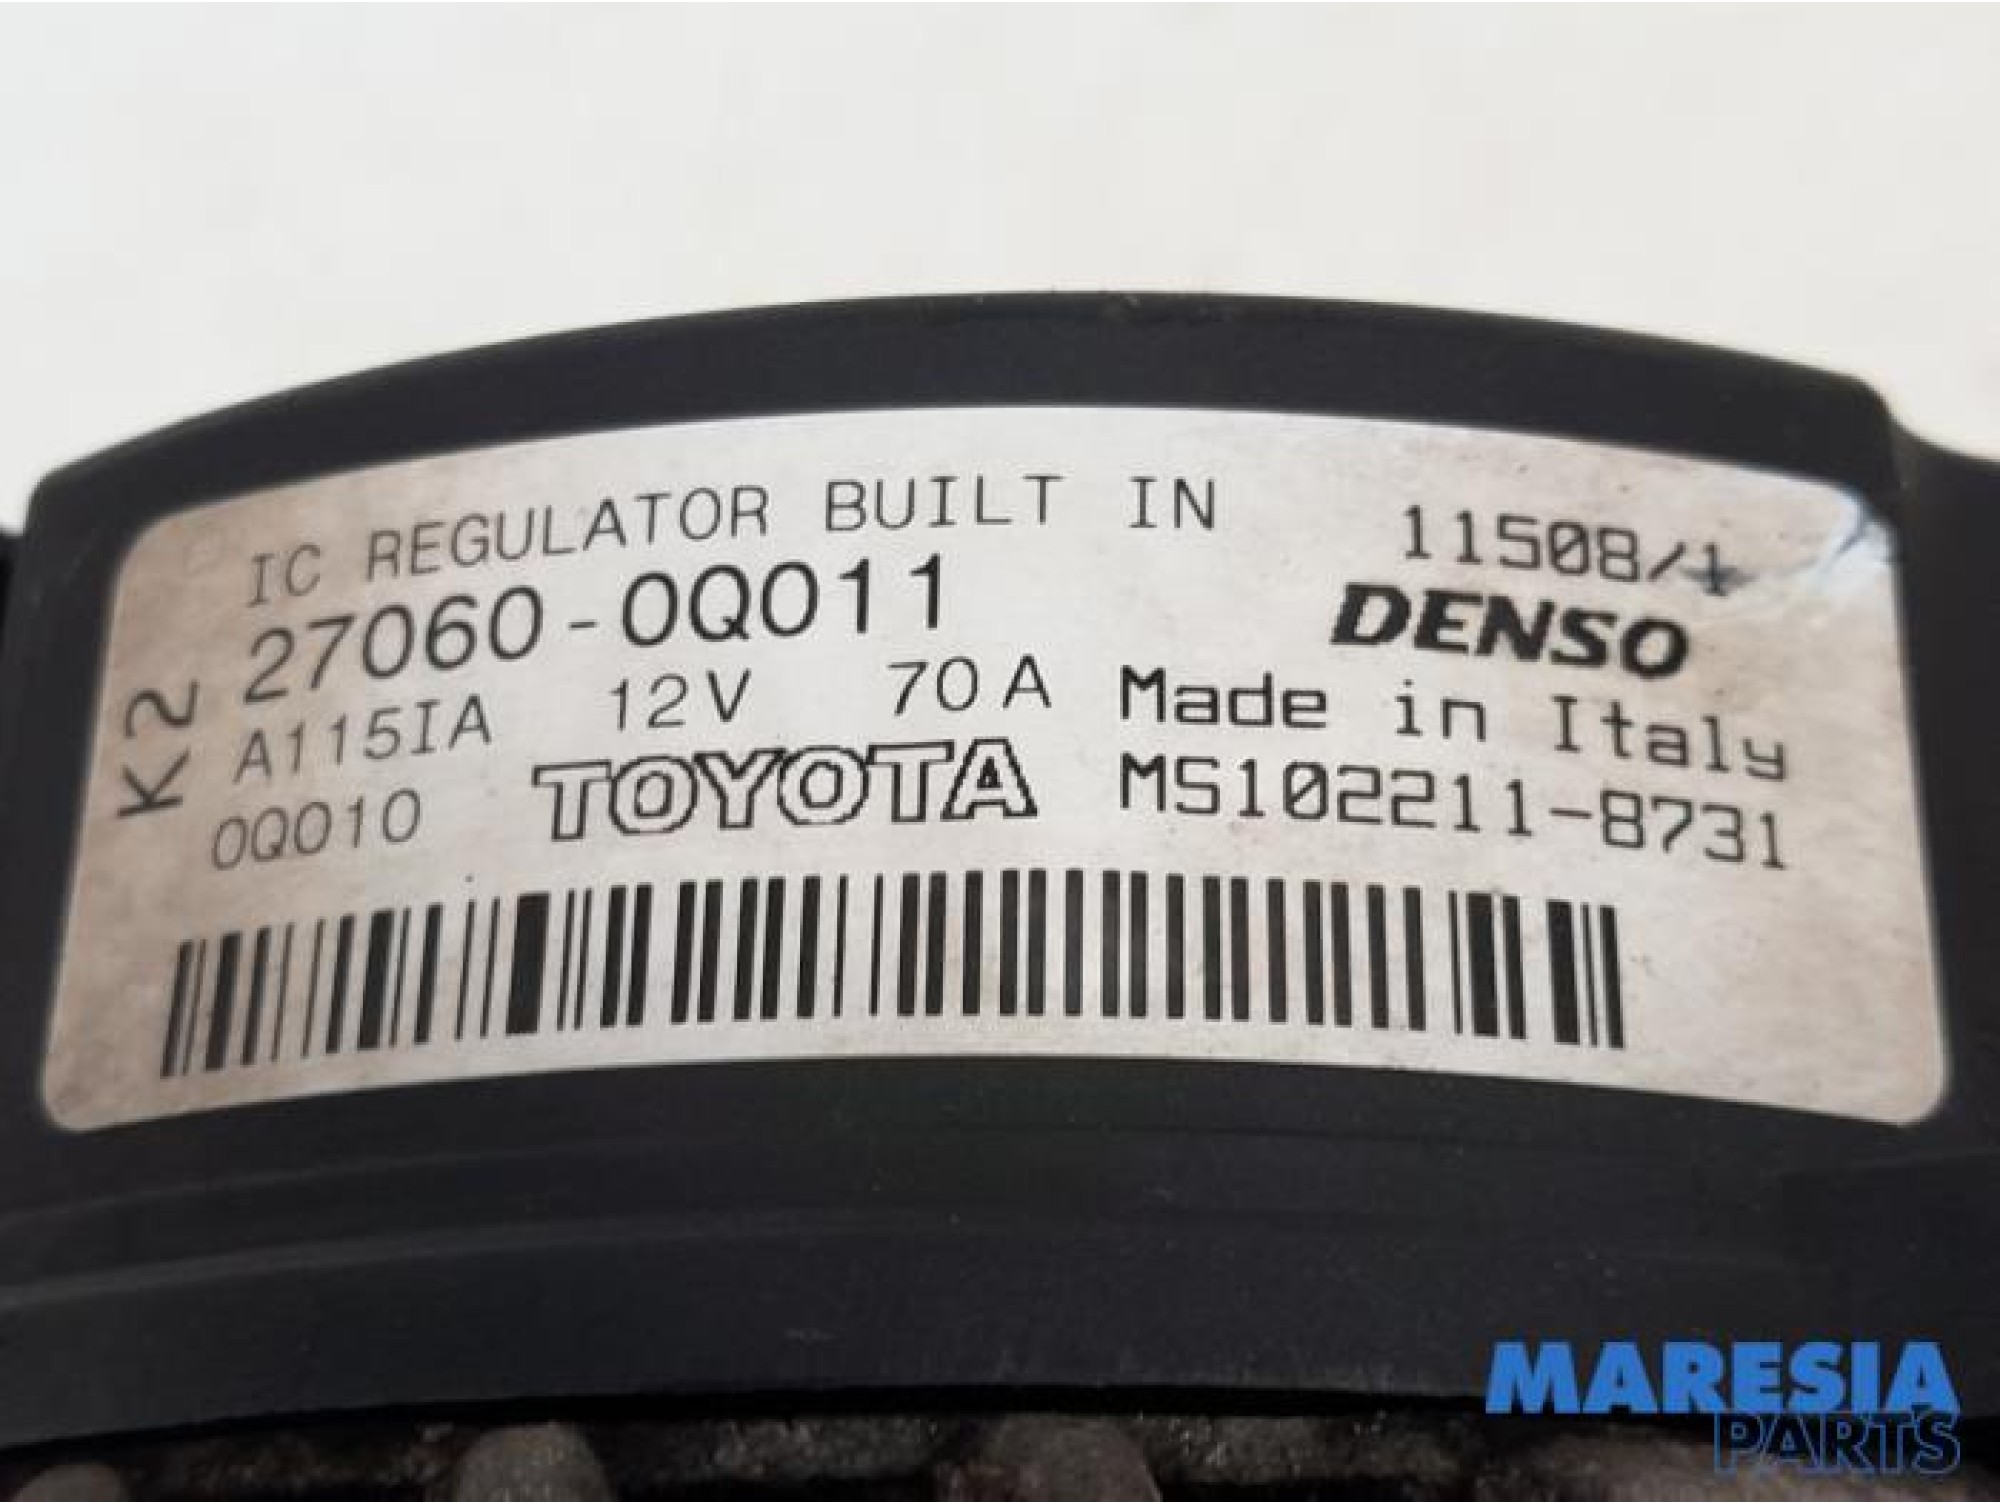 IC REGULATOR BUILT IN
27060-0Q011
K2
A115IA 12V 70A
0Q010 TOYOTA
11508/1
DENSO
Made in Italy
MS102211-8731
MARESIA
PARTS